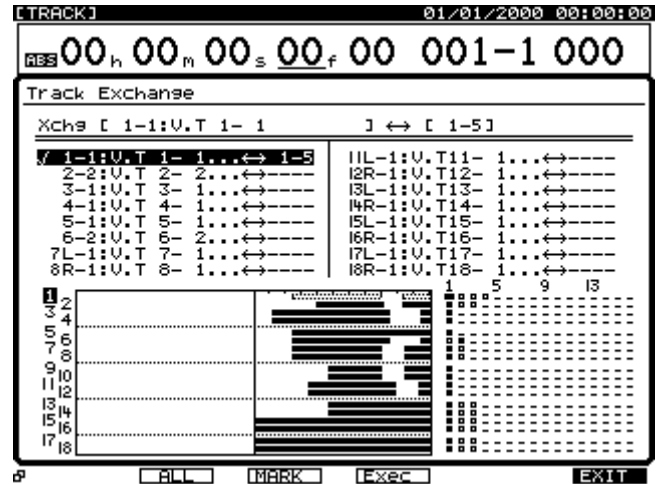 [TRACK] 01/01/2000 00:00:00
ABS 00h 00m 00s 00f 00 001-1 000
Track Exchange
Xchg [ 1-1:V.T 1- 1 ] ↔ [ 1-5]
√ 1-1:V.T 1- 1...↔ 1-5
2-2:V.T 2- 2...↔----
3-1:V.T 3- 1...↔----
4-1:V.T 4- 1...↔----
5-1:V.T 5- 1...↔----
6-2:V.T 6- 2...↔----
7L-1:V.T 7- 1...↔----
8R-1:V.T 8- 1...↔----
11L-1:V.T11- 1...↔----
12R-1:V.T12- 1...↔----
13L-1:V.T13- 1...↔----
14R-1:V.T14- 1...↔----
15L-1:V.T15- 1...↔----
16R-1:V.T16- 1...↔----
17L-1:V.T17- 1...↔----
18R-1:V.T18- 1...↔----
1 5 9 13
1
2
3
4
5
6
7
8
9
10
11
12
13
14
15
16
17
18
ALL MARK Exec EXIT